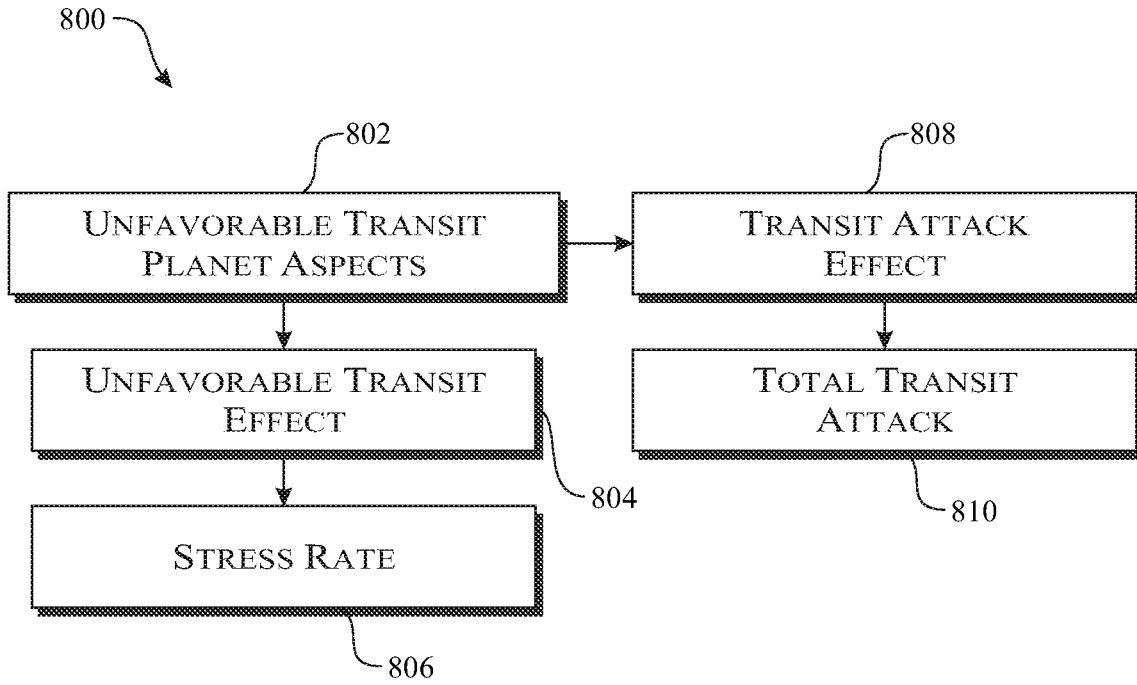 800
802
808
UNFAVORABLE TRANSIT
PLANET ASPECTS
TRANSIT ATTACK
EFFECT
UNFAVORABLE TRANSIT
EFFECT
TOTAL TRANSIT
ATTACK
804
810
STRESS RATE
806